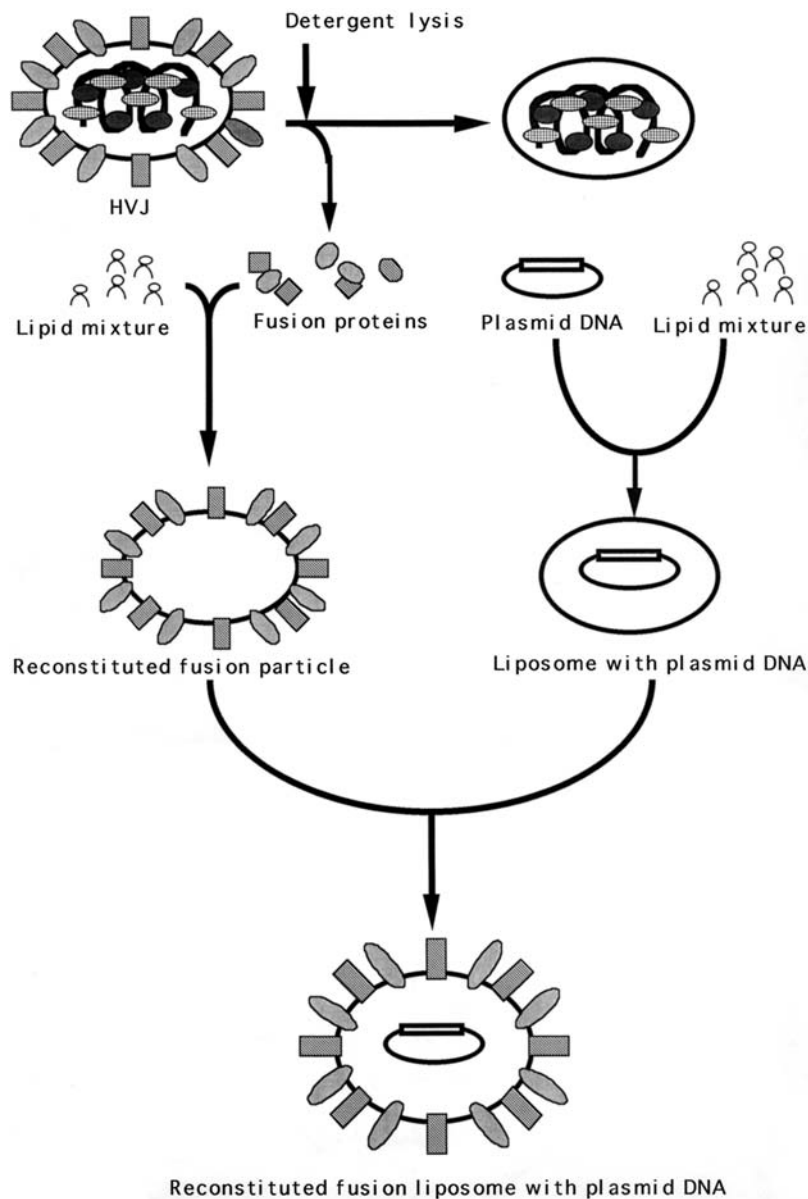 Detergent lysis
HVJ
Lipid mixture
Fusion proteins
Plasmid DNA
Lipid mixture
Reconstituted fusion particle
Liposome with plasmid DNA
Reconstituted fusion liposome with plasmid DNA